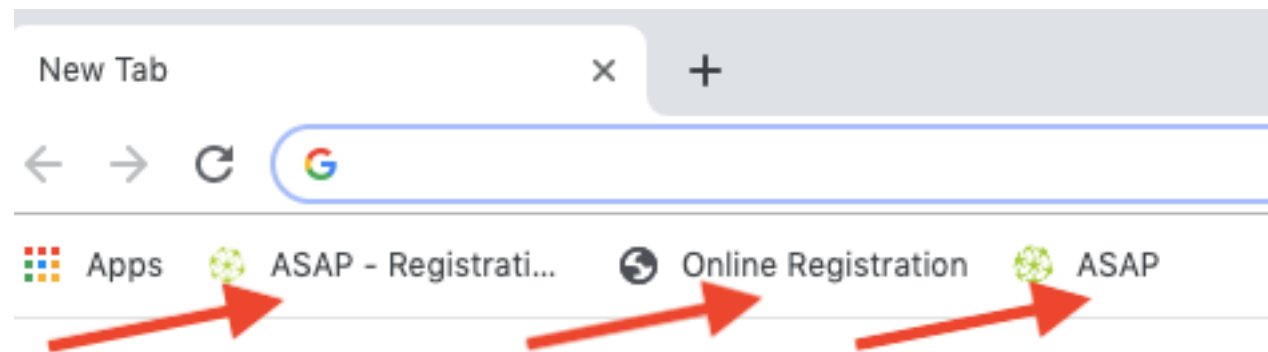 New Tab
Apps ASAP - Registrati... Online Registration ASAP